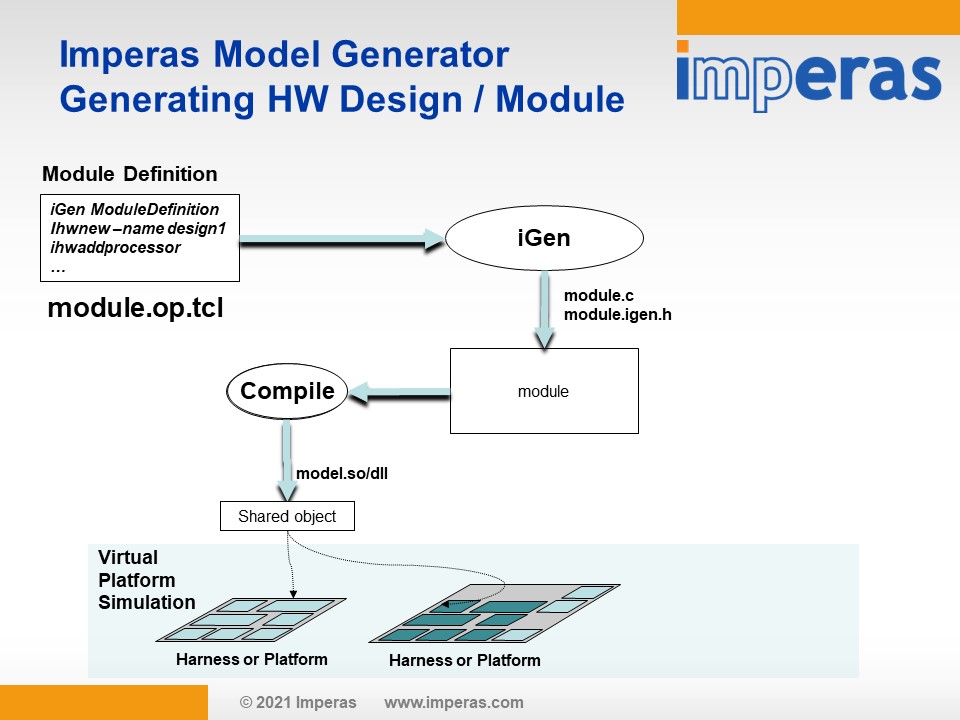 Imperas Model Generator
Generating HW Design / Module
imperas
Module Definition
iGen ModuleDefinition
Ihwnew –name design1
ihwaddprocessor
…
module.op.tcl
iGen
module.c
module.igen.h
module
Compile
model.so/dll
Shared object
Virtual
Platform
Simulation
Harness or Platform
Harness or Platform
© 2021 Imperas www.imperas.com